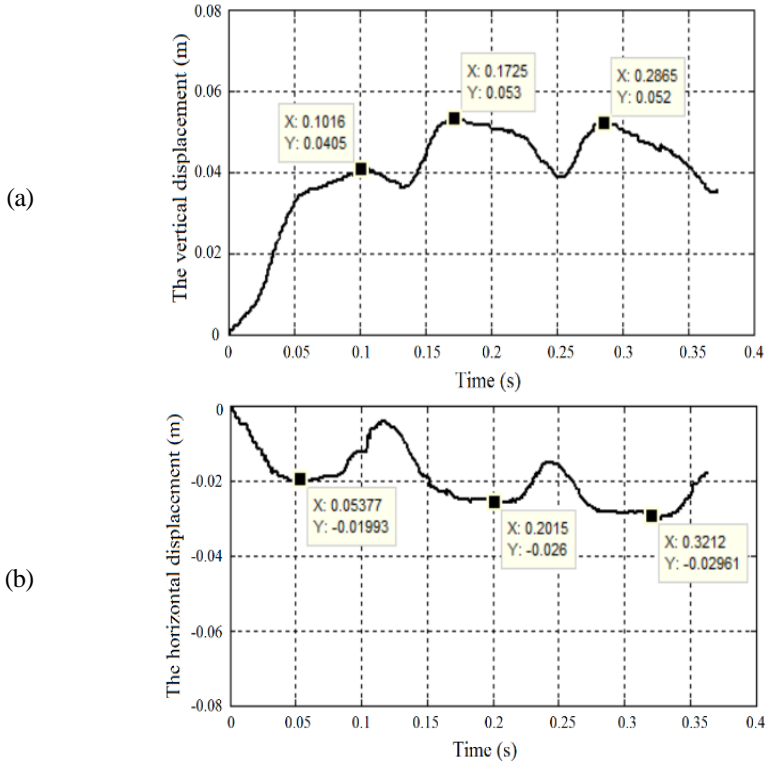 (a)
The vertical displacement (m)
0.08
0.06
0.04
0.02
0
X: 0.1016
Y: 0.0405
X: 0.1725
Y: 0.053
X: 0.2865
Y: 0.052
0 0.05 0.1 0.15 0.2 0.25 0.3 0.35 0.4
Time (s)
(b)
The horizontal displacement (m)
0
-0.02
-0.04
-0.06
-0.08
X: 0.05377
Y: -0.01993
X: 0.2015
Y: -0.026
X: 0.3212
Y: -0.02961
0 0.05 0.1 0.15 0.2 0.25 0.3 0.35 0.4
Time (s)